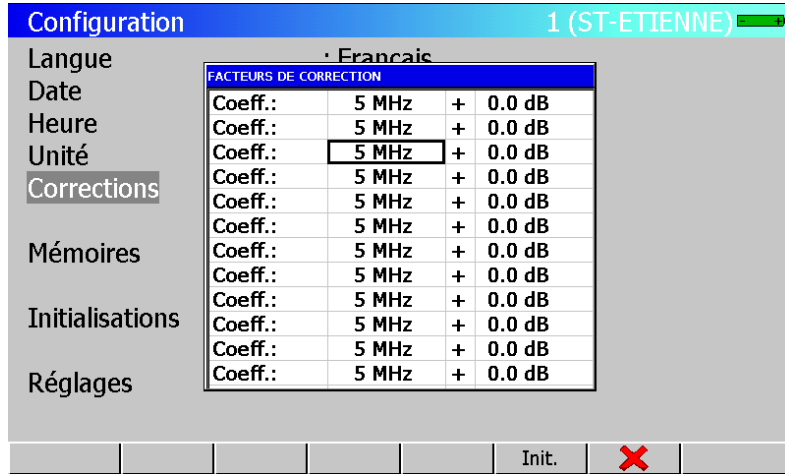 Configuration 1 (ST-ETIENNE)
Langue : Français
Date
Heure
Unité
Corrections
Mémoires
Initialisations
Réglages
FACTEURS DE CORRECTION
Coeff.: 5 MHz + 0.0 dB
Coeff.: 5 MHz + 0.0 dB
Coeff.: 5 MHz + 0.0 dB
Coeff.: 5 MHz + 0.0 dB
Coeff.: 5 MHz + 0.0 dB
Coeff.: 5 MHz + 0.0 dB
Coeff.: 5 MHz + 0.0 dB
Coeff.: 5 MHz + 0.0 dB
Coeff.: 5 MHz + 0.0 dB
Coeff.: 5 MHz + 0.0 dB
Coeff.: 5 MHz + 0.0 dB
Coeff.: 5 MHz + 0.0 dB
Init.